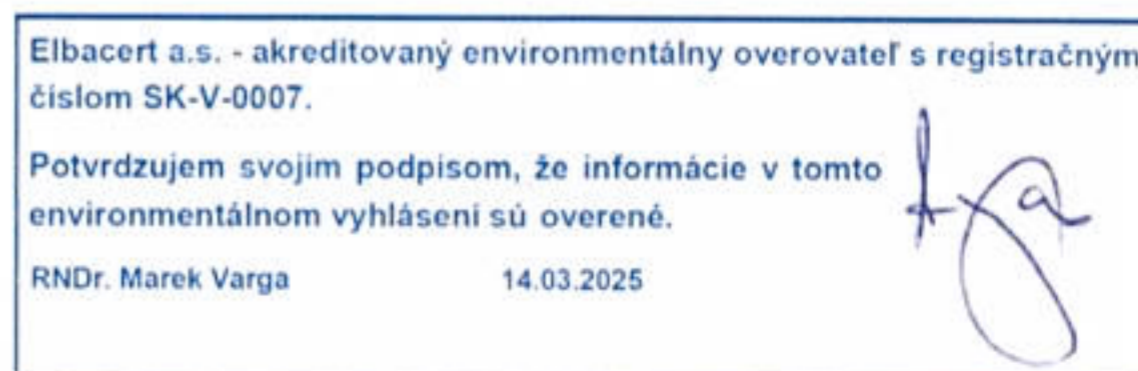 Elbacert a.s. - akreditovaný environmentálny overovateľ s registračným
číslom SK-V-0007.
Potvrdzujem svojim podpisom, že informácie v tomto
environmentálnom vyhlásení sú overené.
RNDr. Marek Varga 14.03.2025